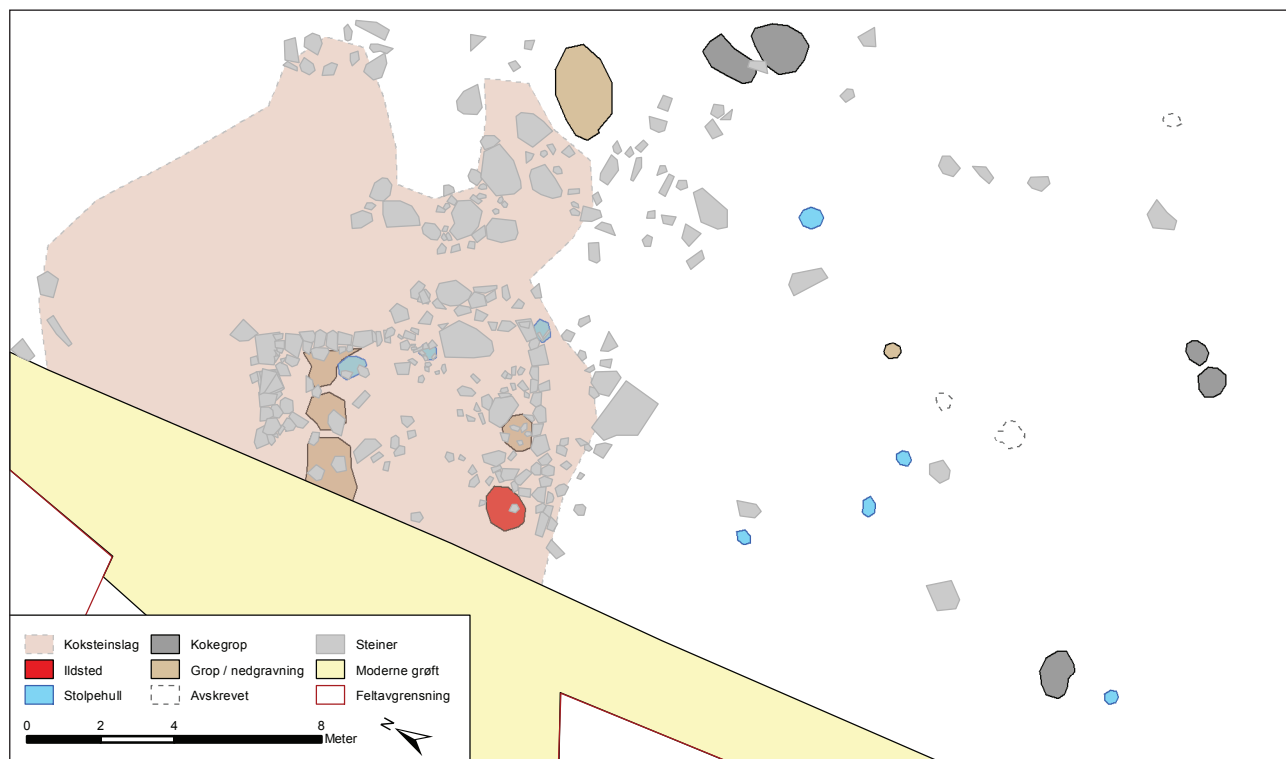 Koksteinslag Kokegrop Steiner
Ildsted Grop / nedgravning Moderne grøft
Stolpehull Avskrevet Feltavgrensning
0 2 4 8
Meter
N